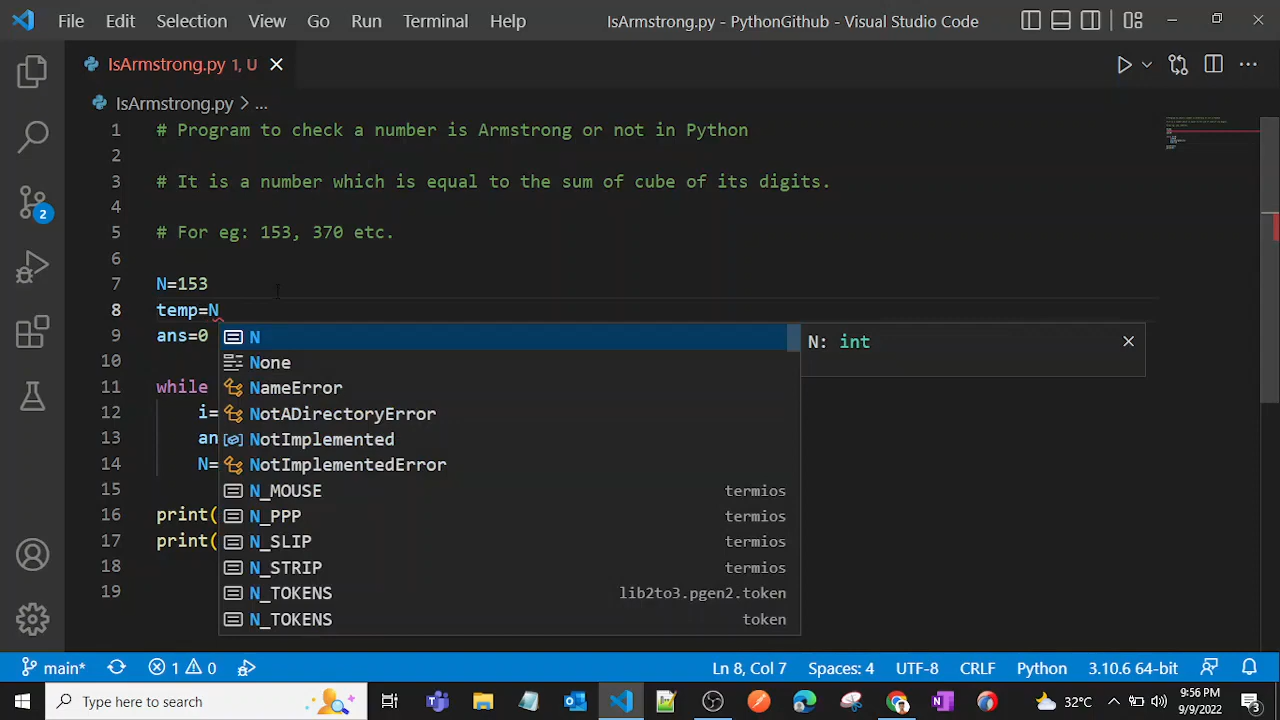 File Edit Selection View Go Run Terminal Help IsArmstrong.py - PythonGithub - Visual Studio Code
IsArmstrong.py 1, U
IsArmstrong.py > ...
1 # Program to check a number is Armstrong or not in Python
2
3 # It is a number which is equal to the sum of cube of its digits.
4
5 # For eg: 153, 370 etc.
6
7 N=153
8 temp=N
9 ans=0
10
11 while
12 i=
13 an
14 N=
15
16 print(
17 print(
18
19
N
None
NameError
NotADirectoryError
NotImplemented
NotImplementedError
N_MOUSE termios
N_PPP termios
N_SLIP termios
N_STRIP termios
N_TOKENS lib2to3.pgen2.token
N_TOKENS token
N: int
2
main* 1 0 Ln 8, Col 7 Spaces: 4 UTF-8 CRLF Python 3.10.6 64-bit
Type here to search 32°C 9:56 PM
9/9/2022
3